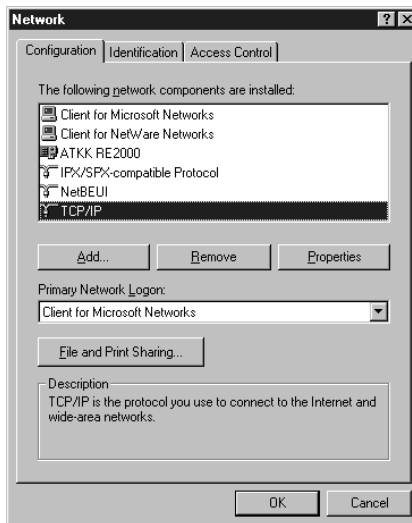 Network
Configuration Identification Access Control
The following network components are installed:
Client for Microsoft Networks
Client for NetWare Networks
ATKK RE2000
IPX/SPX-compatible Protocol
NetBEUI
TCP/IP
Add... Remove Properties
Primary Network Logon:
Client for Microsoft Networks
File and Print Sharing...
Description
TCP/IP is the protocol you use to connect to the Internet and
wide-area networks.
OK Cancel